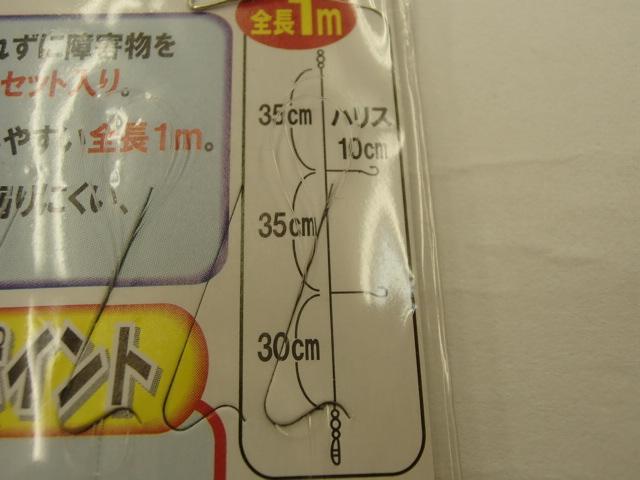 れずに障害物を
セット入り。
やすい全長1m。
りにくい、
ポイント
全長1m
35cm
ハリス
10cm
35cm
30cm